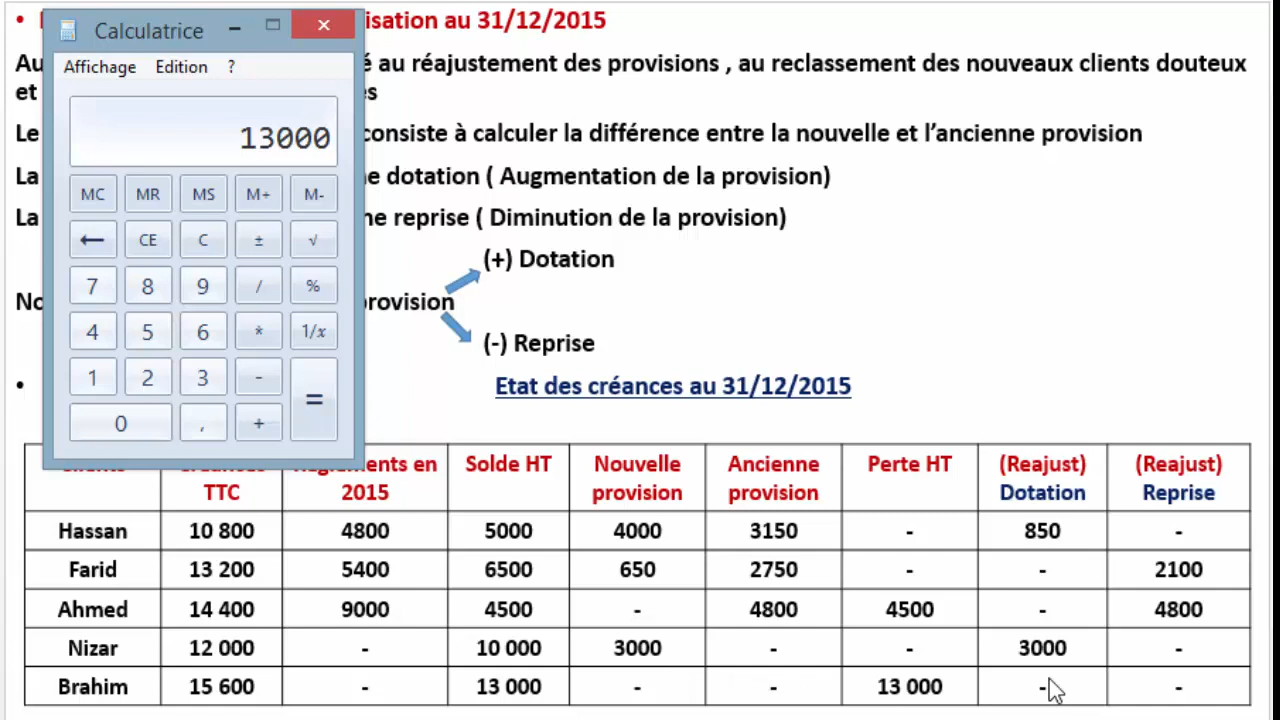 isation au 31/12/2015
Calculatrice
Affichage Edition ?
13000
MC MR MS M+ M-
← CE C ± √
7 8 9 / %
4 5 6 * 1/x
1 2 3 - =
0 , +
Au au réajustement des provisions , au reclassement des nouveaux clients douteux
et
Le consiste à calculer la différence entre la nouvelle et l’ancienne provision
La dotation ( Augmentation de la provision)
La reprise ( Diminution de la provision)
(+) Dotation
provision
(-) Reprise
• Etat des créances au 31/12/2015
Règlements en Solde HT Nouvelle Ancienne Perte HT (Reajust) (Reajust)
TTC 2015 provision provision Dotation Reprise
Hassan 10 800 4800 5000 4000 3150 - 850 -
Farid 13 200 5400 6500 650 2750 - - 2100
Ahmed 14 400 9000 4500 - 4800 4500 - 4800
Nizar 12 000 - 10 000 3000 - - 3000 -
Brahim 15 600 - 13 000 - - 13 000 - -